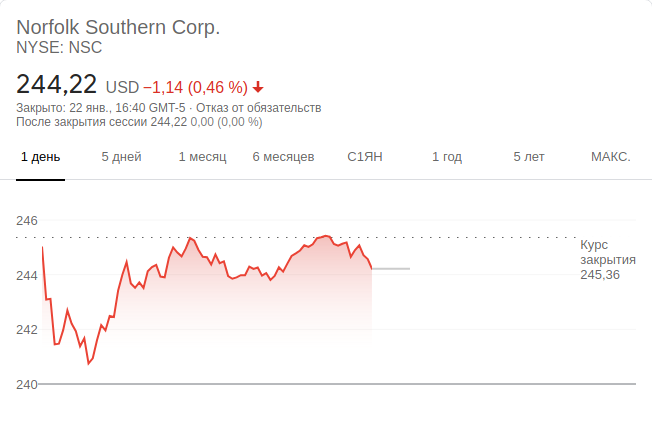 Norfolk Southern Corp.
NYSE: NSC
244,22 USD −1,14 (0,46 %)
Закрыто: 22 янв., 16:40 GMT-5 · Отказ от обязательств
После закрытия сессии 244,22 0,00 (0,00 %)
1 день 5 дней 1 месяц 6 месяцев С1ЯН 1 год 5 лет МАКС.
246
Курс
закрытия
244 245,36
242
240